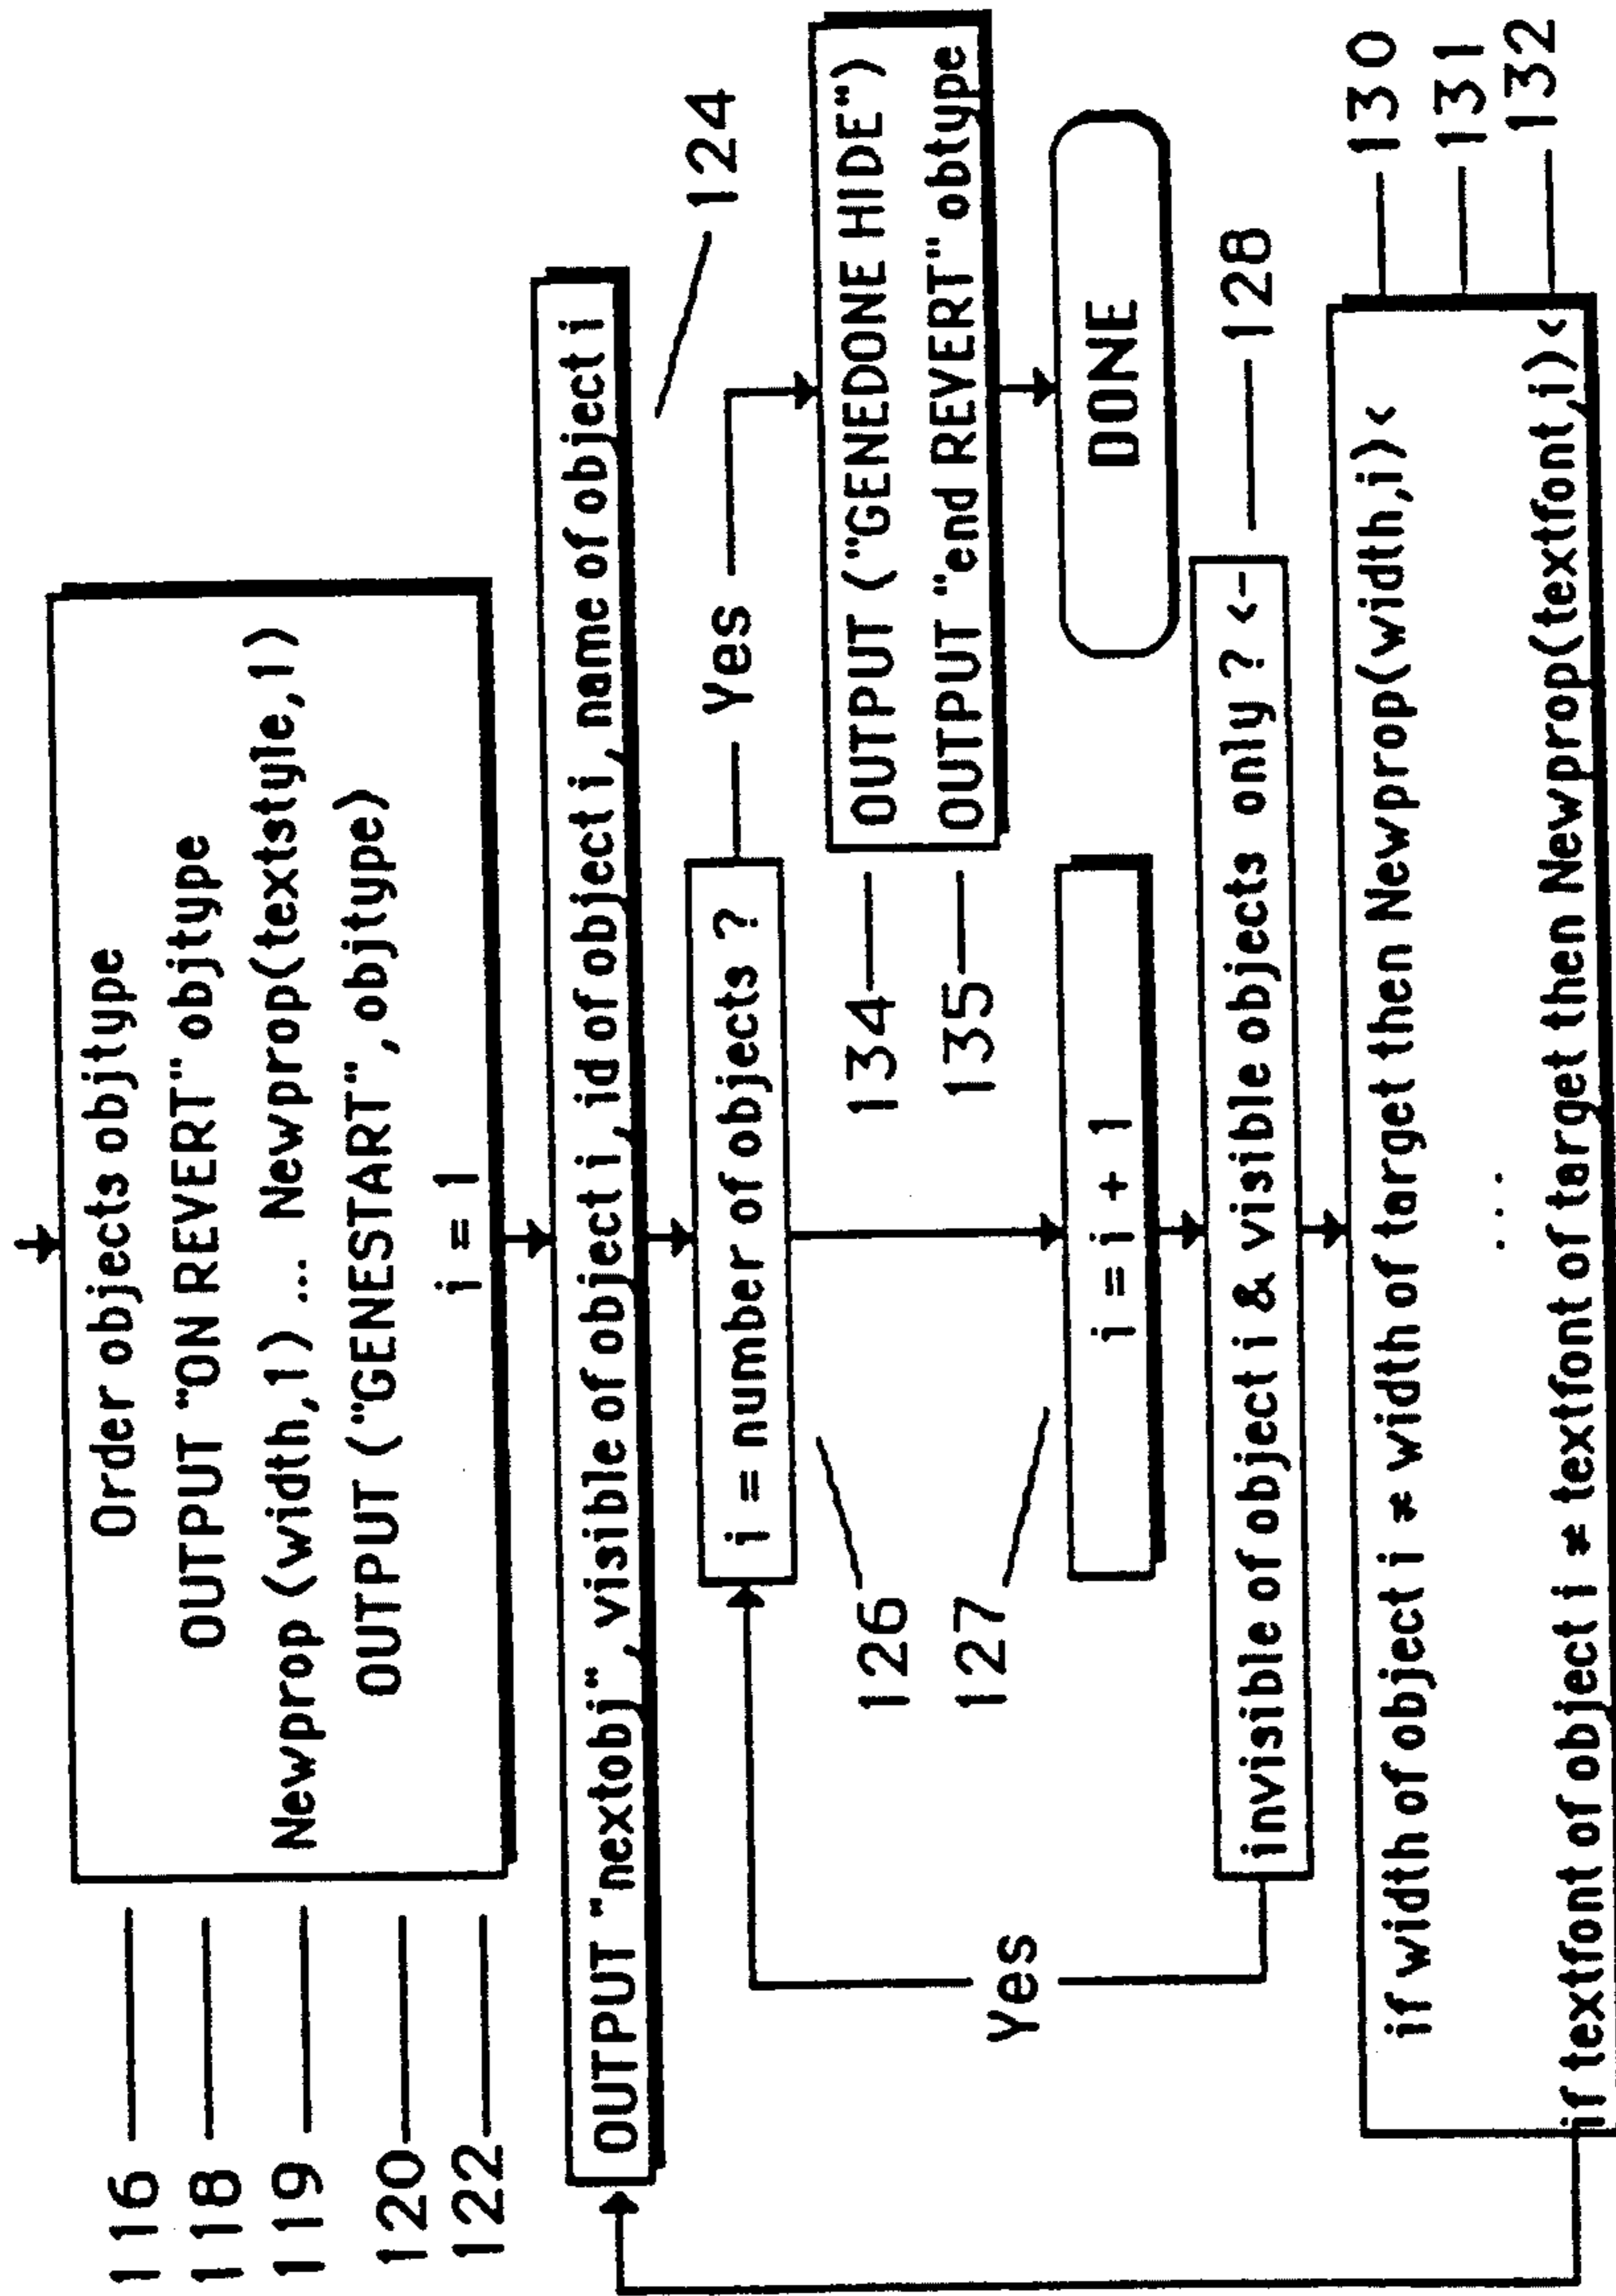 116
Order objects objtype
118
OUTPUT "ON REVERT" objtype
119
Newprop (width,1) ... Newprop(textstyle,1)
120
OUTPUT ("GENESTART",objtype)
122
i = 1
OUTPUT "nextobj", visible of object i, id of object i, name of object i
124
i = number of objects ?
Yes
126
134
OUTPUT ("GENEDONE HIDE")
135
OUTPUT "end REVERT" obtype
127
i = i + 1
DONE
Yes
invisible of object i & visible objects only ? <-
128
if width of object i ≠ width of target then Newprop(width,i) <
130
...
131
if textfont of object i ≠ textfont of target then Newprop(textfont,i) <
132